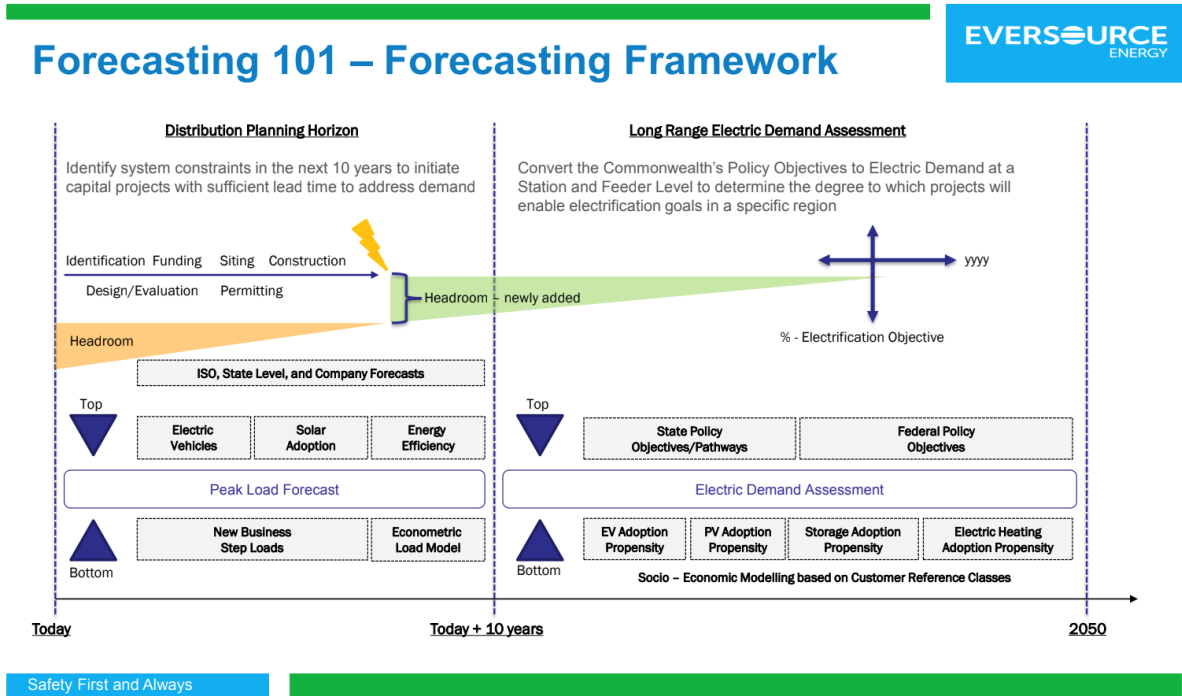 EVERSOURCE
ENERGY
Forecasting 101 – Forecasting Framework
Distribution Planning Horizon
Identify system constraints in the next 10 years to initiate
capital projects with sufficient lead time to address demand
Long Range Electric Demand Assessment
Convert the Commonwealth's Policy Objectives to Electric Demand at a
Station and Feeder Level to determine the degree to which projects will
enable electrification goals in a specific region
Identification Funding Siting Construction
Design/Evaluation Permitting
Headroom – newly added
yyyy
% - Electrification Objective
Headroom
ISO, State Level, and Company Forecasts
Top
Electric
Vehicles
Solar
Adoption
Energy
Efficiency
Peak Load Forecast
New Business
Step Loads
Econometric
Load Model
Bottom
Top
State Policy
Objectives/Pathways
Federal Policy
Objectives
Electric Demand Assessment
EV Adoption
Propensity
PV Adoption
Propensity
Storage Adoption
Propensity
Electric Heating
Adoption Propensity
Bottom
Socio – Economic Modelling based on Customer Reference Classes
Today
Today + 10 years
2050
Safety First and Always